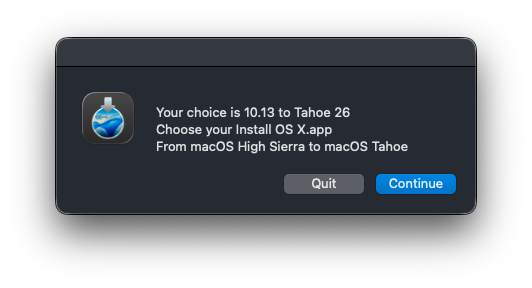 Your choice is 10.13 to Tahoe 26
Choose your Install OS X.app
From macOS High Sierra to macOS Tahoe
Quit
Continue